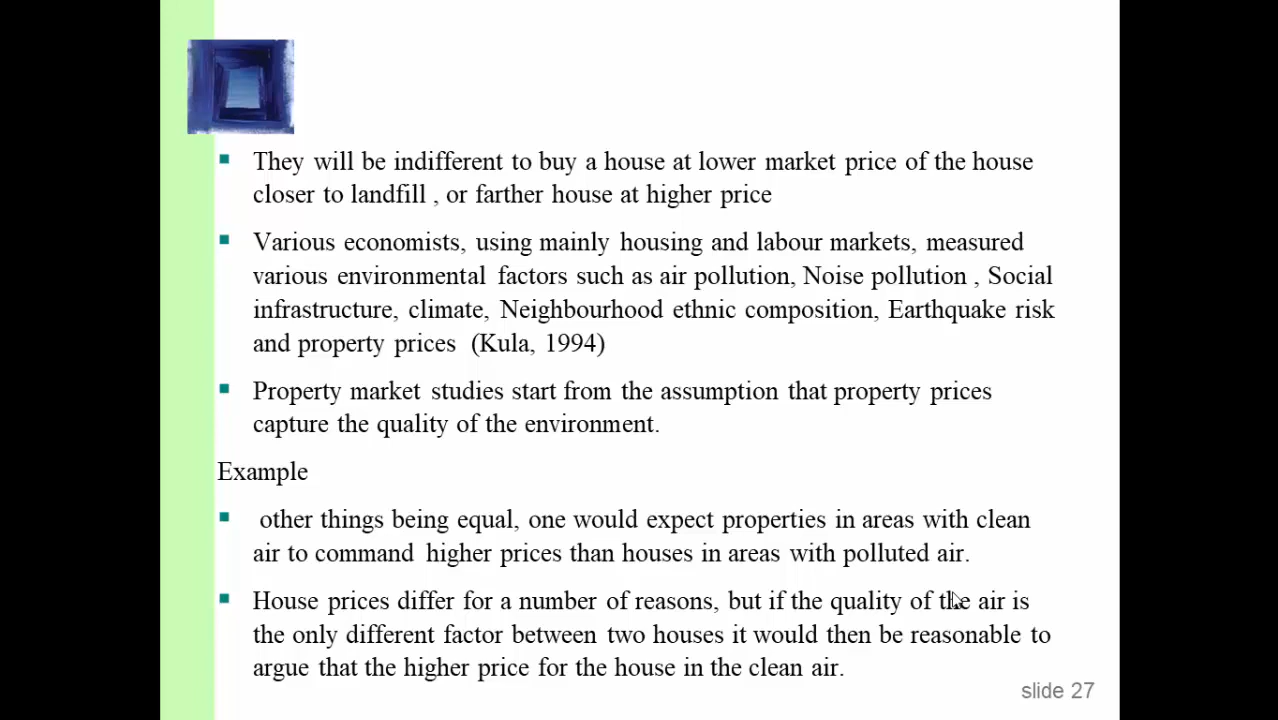 They will be indifferent to buy a house at lower market price of the house
closer to landfill , or farther house at higher price
Various economists, using mainly housing and labour markets, measured
various environmental factors such as air pollution, Noise pollution , Social
infrastructure, climate, Neighbourhood ethnic composition, Earthquake risk
and property prices (Kula, 1994)
Property market studies start from the assumption that property prices
capture the quality of the environment.
Example
other things being equal, one would expect properties in areas with clean
air to command higher prices than houses in areas with polluted air.
House prices differ for a number of reasons, but if the quality of the air is
the only different factor between two houses it would then be reasonable to
argue that the higher price for the house in the clean air.
slide 27